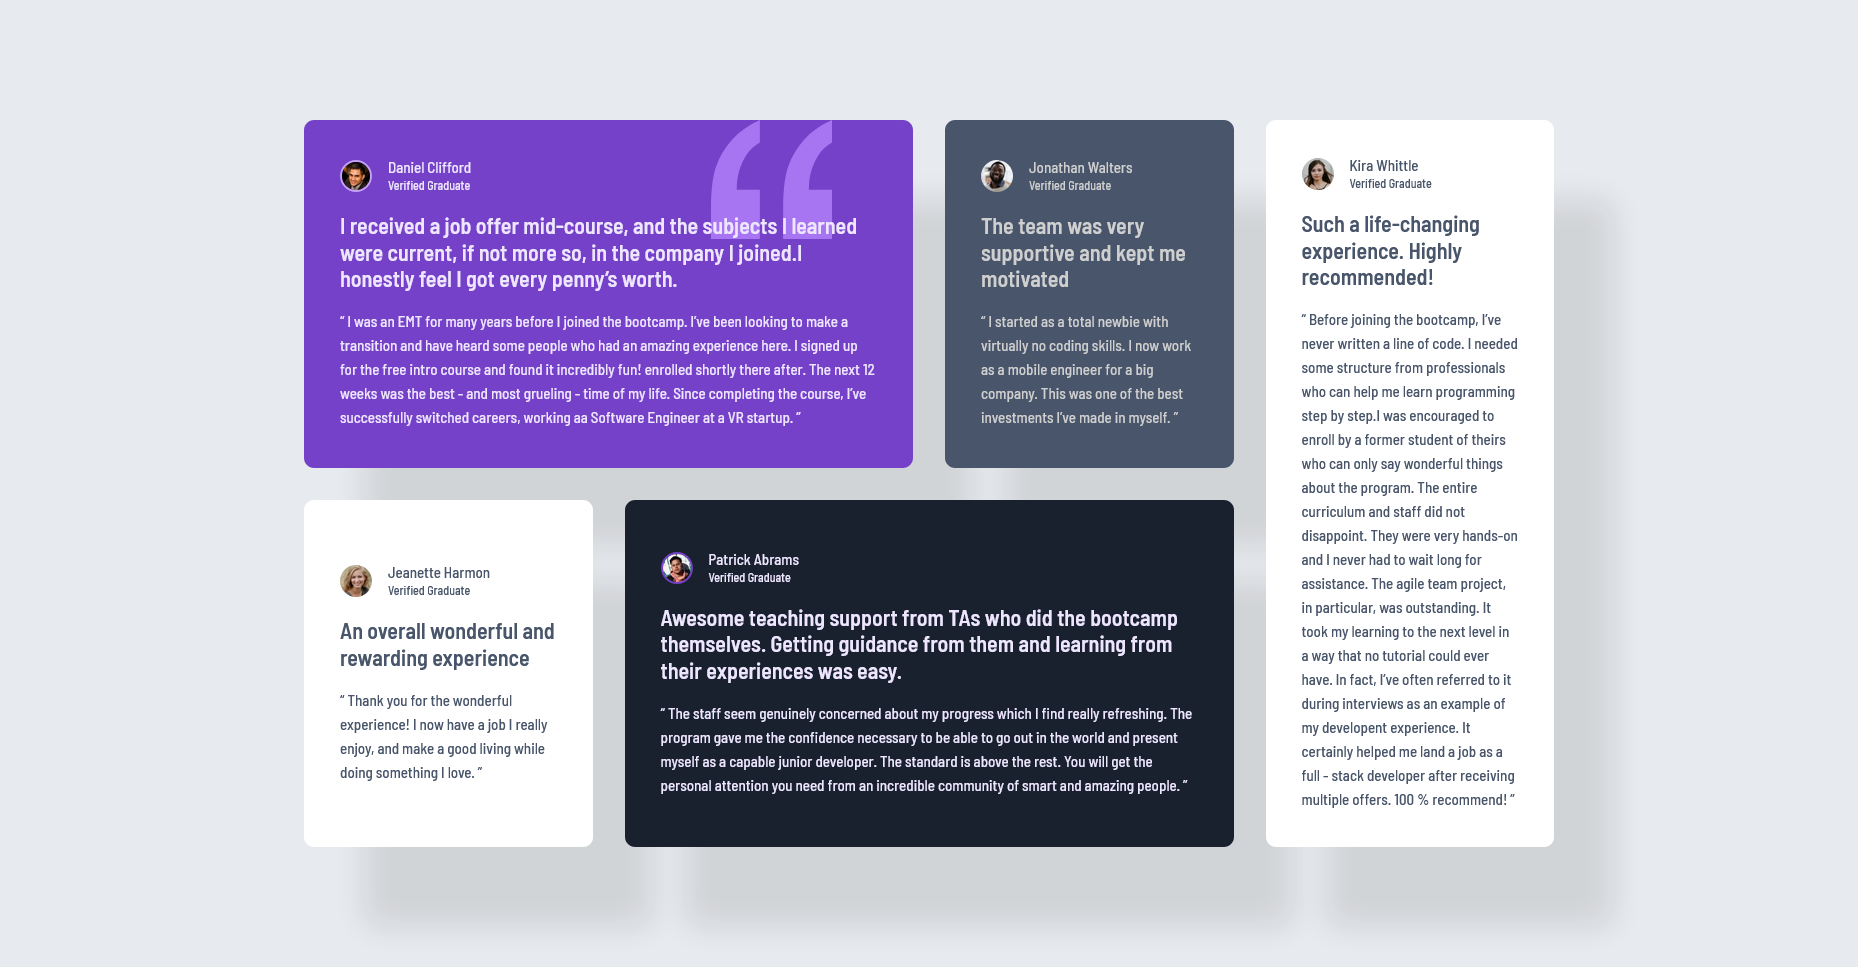 Daniel Clifford
Verified Graduate
I received a job offer mid-course, and the subjects I learned
were current, if not more so, in the company I joined.I
honestly feel I got every penny’s worth.
“ I was an EMT for many years before I joined the bootcamp. I’ve been looking to make a
transition and have heard some people who had an amazing experience here. I signed up
for the free intro course and found it incredibly fun! enrolled shortly there after. The next 12
weeks was the best - and most grueling - time of my life. Since completing the course, I’ve
successfully switched careers, working aa Software Engineer at a VR startup. ”
Jonathan Walters
Verified Graduate
The team was very
supportive and kept me
motivated
“ I started as a total newbie with
virtually no coding skills. I now work
as a mobile engineer for a big
company. This was one of the best
investments I’ve made in myself. ”
Kira Whittle
Verified Graduate
Such a life-changing
experience. Highly
recommended!
“ Before joining the bootcamp, I’ve
never written a line of code. I needed
some structure from professionals
who can help me learn programming
step by step.I was encouraged to
enroll by a former student of theirs
who can only say wonderful things
about the program. The entire
curriculum and staff did not
disappoint. They were very hands-on
and I never had to wait long for
assistance. The agile team project,
in particular, was outstanding. It
took my learning to the next level in
a way that no tutorial could ever
have. In fact, I’ve often referred to it
during interviews as an example of
my developent experience. It
certainly helped me land a job as a
full - stack developer after receiving
multiple offers. 100 % recommend! ”
Jeanette Harmon
Verified Graduate
An overall wonderful and
rewarding experience
“ Thank you for the wonderful
experience! I now have a job I really
enjoy, and make a good living while
doing something I love. ”
Patrick Abrams
Verified Graduate
Awesome teaching support from TAs who did the bootcamp
themselves. Getting guidance from them and learning from
their experiences was easy.
“ The staff seem genuinely concerned about my progress which I find really refreshing. The
program gave me the confidence necessary to be able to go out in the world and present
myself as a capable junior developer. The standard is above the rest. You will get the
personal attention you need from an incredible community of smart and amazing people. ”